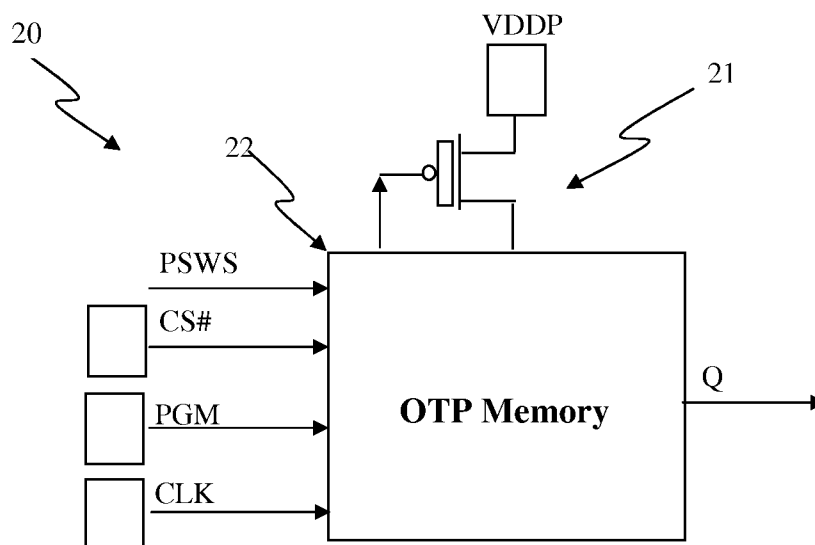 VDDP
20
21
22
PSWS
CS#
PGM
CLK
OTP Memory
Q